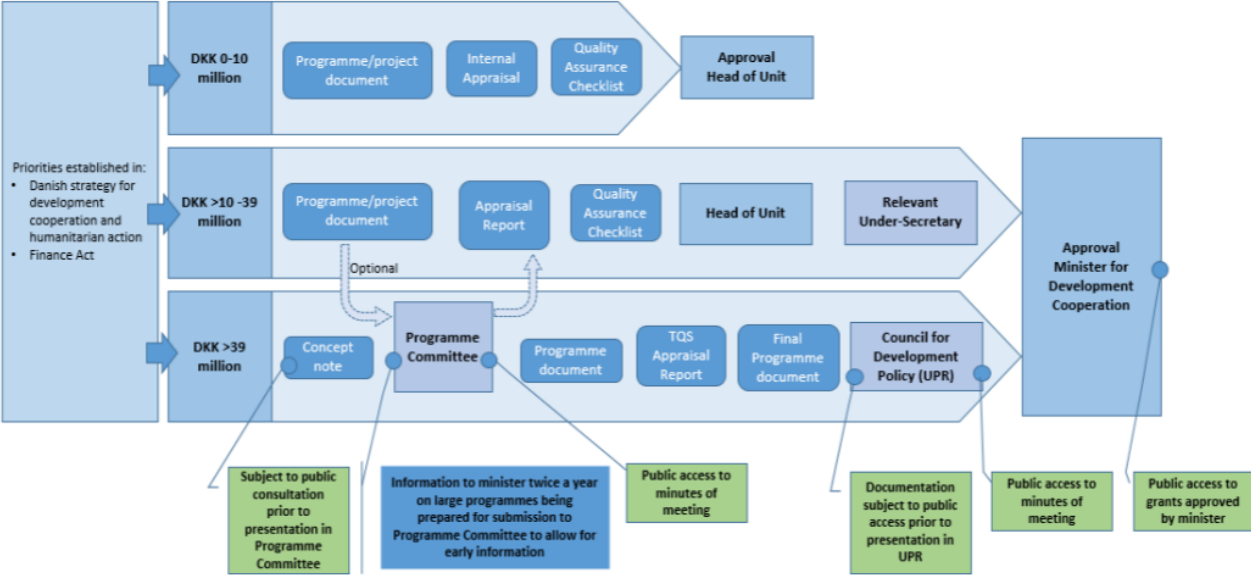 DKK 0-10
million
Programme/project
document
Internal
Appraisal
Quality
Assurance
Checklist
Approval
Head of Unit
Priorities established in:
• Danish strategy for
development
cooperation and
humanitarian action
• Finance Act
DKK >10 -39
million
Programme/project
document
Appraisal
Report
Quality
Assurance
Checklist
Head of Unit
Relevant
Under-Secretary
Optional
Approval
Minister for
Development
Cooperation
DKK >39
million
Concept
note
Programme
Committee
Programme
document
TQS
Appraisal
Report
Final
Programme
document
Council for
Development
Policy (UPR)
Subject to public
consultation
prior to
presentation in
Programme
Committee
Information to minister twice a year
on large programmes being
prepared for submission to
Programme Committee to allow for
early information
Public access to
minutes of
meeting
Documentation
subject to public
access prior to
presentation in
UPR
Public access to
minutes of
meeting
Public access to
grants approved
by minister